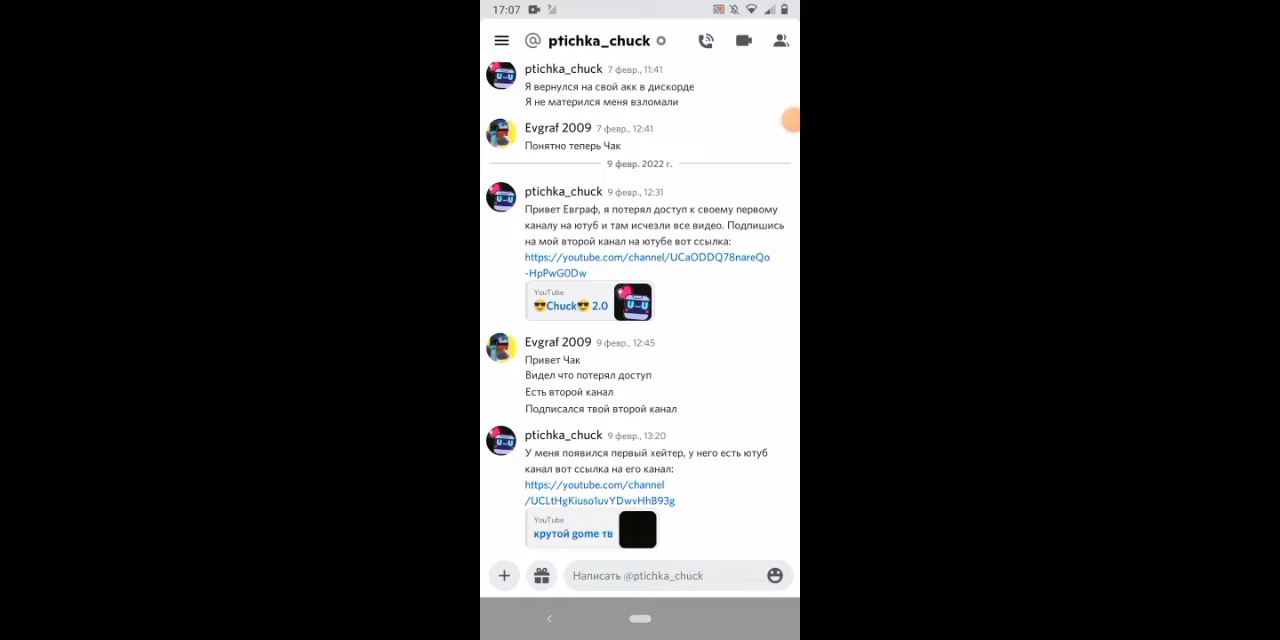 17:07
ptichka_chuck
ptichka_chuck 7 февр., 11:41
Я вернулся на свой акк в дискорде
Я не матерился меня взломали
Evgraf 2009 7 февр., 12:41
Понятно теперь Чак
9 февр. 2022 г.
ptichka_chuck 9 февр., 12:31
Привет Евграф, я потерял доступ к своему первому
каналу на ютуб и там исчезли все видео. Подпишись
на мой второй канал на ютубе вот ссылка:
https://youtube.com/channel/UCaODDQ78nareQo
-HpPwG0Dw
YouTube
😎Chuck😎 2.0
Evgraf 2009 9 февр., 12:45
Привет Чак
Видел что потерял доступ
Есть второй канал
Подписался твой второй канал
ptichka_chuck 9 февр., 13:20
У меня появился первый хейтер, у него есть ютуб
канал вот ссылка на его канал:
https://youtube.com/channel
/UCLtHgKiuso1uvYDwvHhB93g
YouTube
крутой gome тв
Написать @ptichka_chuck